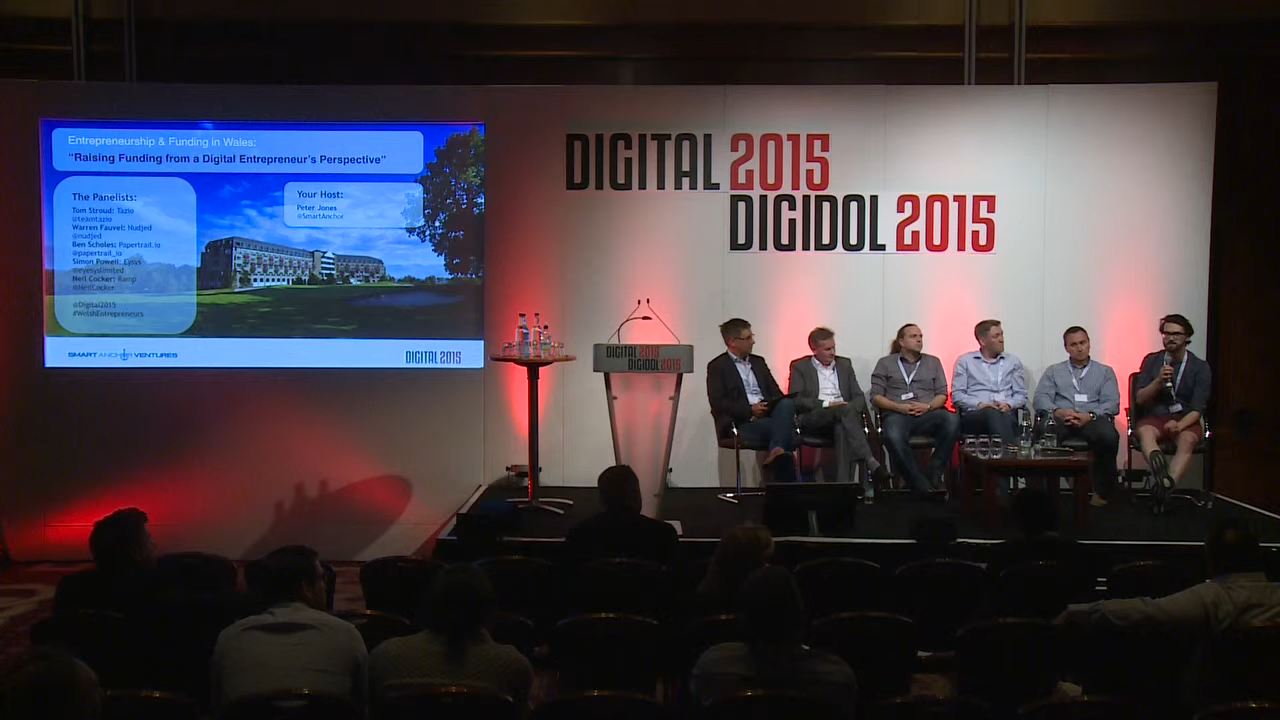 Entrepreneurship & Funding in Wales:
"Raising Funding from a Digital Entrepreneur's Perspective"
The Panelists:
Tom Stroud: Tazio
@teamtazio
Warren Fauvel: Nudjed
@nudjed
Ben Scholes: Papertrail.io
@papertrail_io
Simon Powell: Eysys
@eyesyslimited
Neil Cocker: Ramp
@NeilCocker
@Digital2015
#WelshEntrepreneurs
Your Host:
Peter Jones
@SmartAnchor
SMART ANCHOR VENTURES
DIGITAL 2015
DIGITAL 2015
DIGIDOL 2015
DIGITAL 2015
DIGIDOL 2015